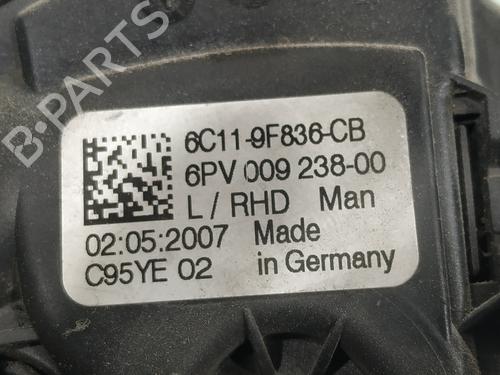 6C11-9F836-CB
6PV 009 238-00
L / RHD Man
02:05:2007 Made
C95YE 02 in Germany
B-PARTS